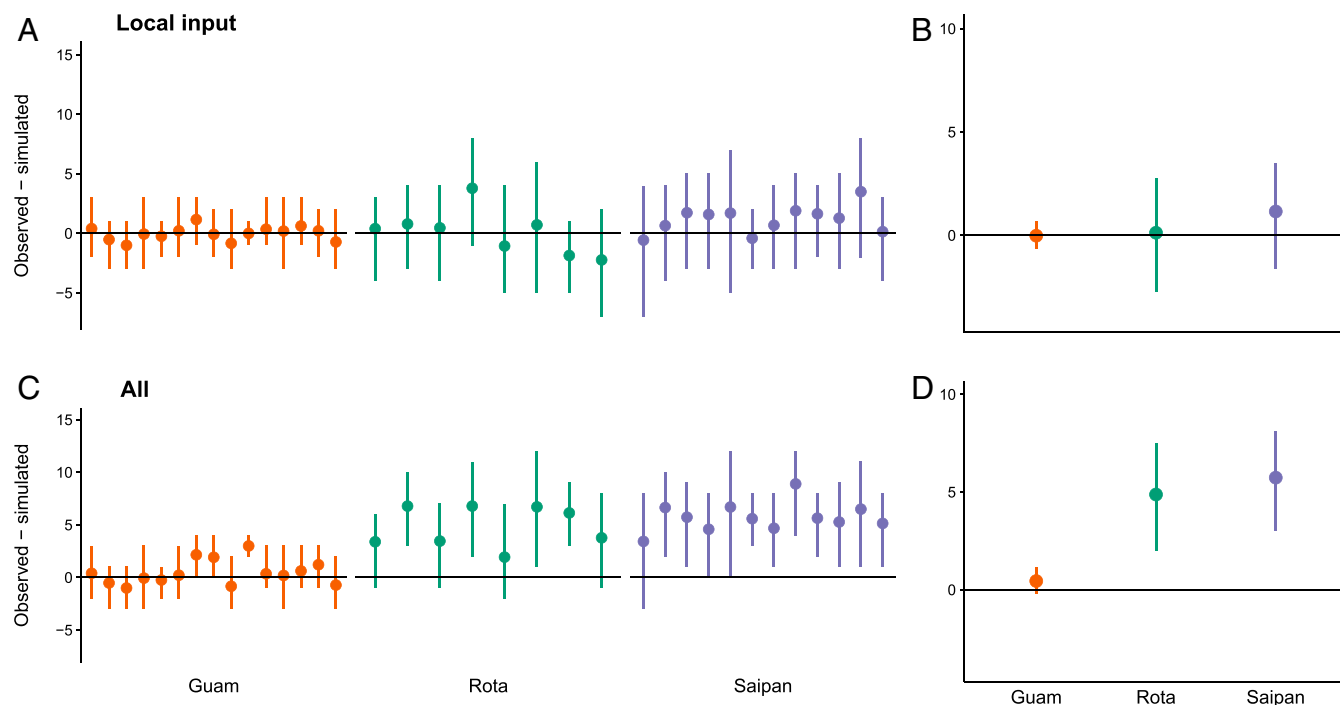 A
Local input
Observed − simulated
15
10
5
0
−5
B
10
5
0
C
All
Observed − simulated
15
10
5
0
−5
Guam
Rota
Saipan
D
10
5
0
Guam
Rota
Saipan